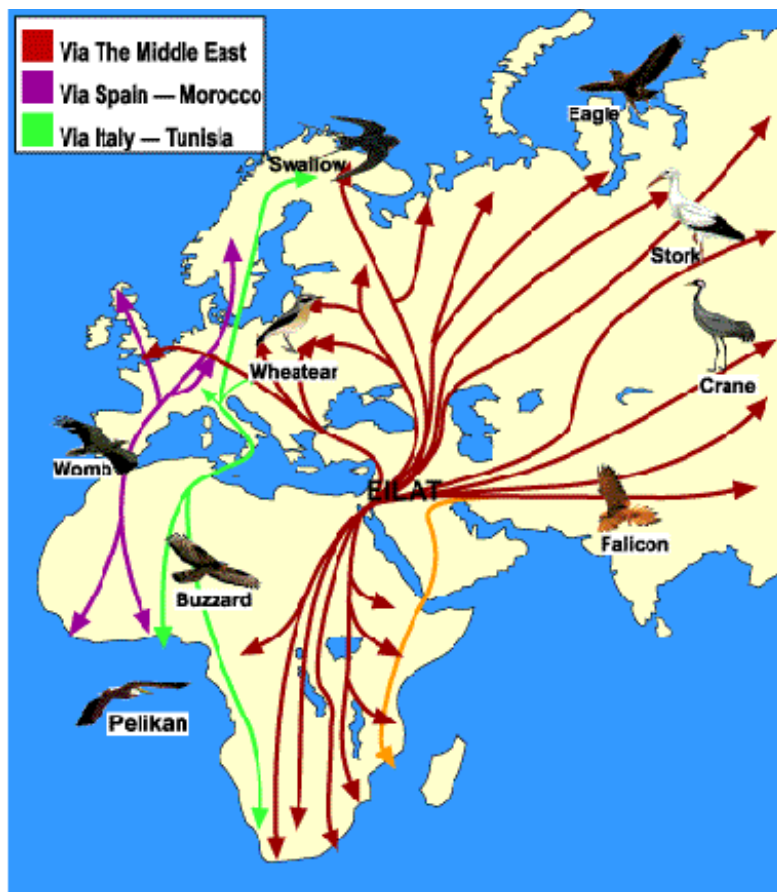 Via The Middle East
Via Spain — Morocco
Via Italy — Tunisia
Eagle
Swallow
Stork
Wheatear
Crane
Womb
EILAT
Falicon
Buzzard
Pelikan